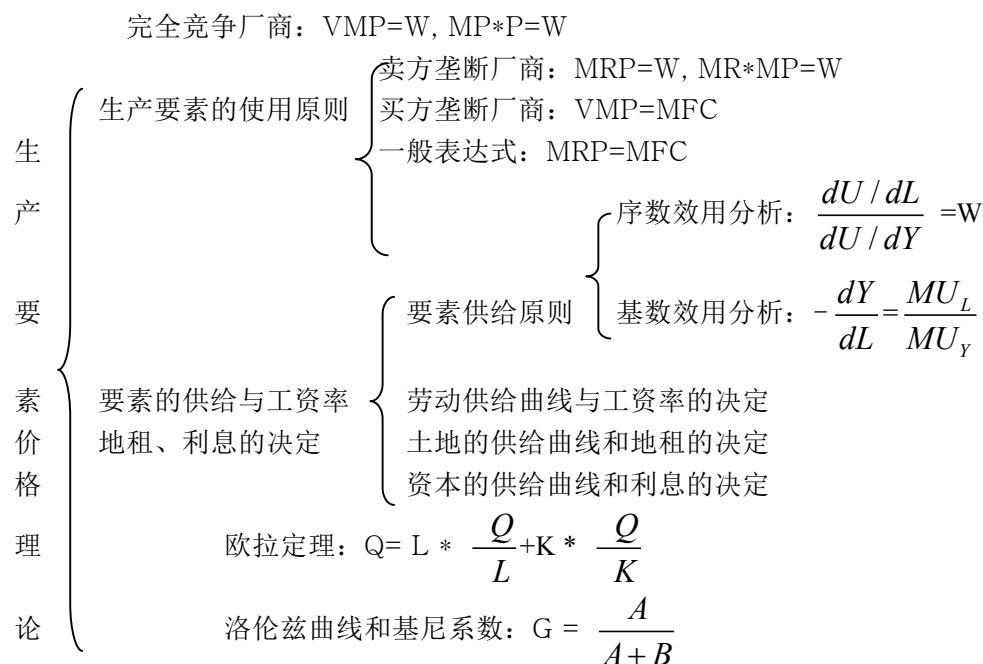 完全竞争厂商：VMP=W, MP*P=W
卖方垄断厂商：MRP=W, MR*MP=W
生产要素的使用原则
买方垄断厂商：VMP=MFC
一般表达式：MRP=MFC
序数效用分析：(dU / dL)/(dU / dY) =W
要素供给原则
基数效用分析：-dY/dL=MU_L/MU_Y
要素的供给与工资率
地租、利息的决定
劳动供给曲线与工资率的决定
土地的供给曲线和地租的决定
资本的供给曲线和利息的决定
欧拉定理：Q= L * Q/L+K * Q/K
洛伦兹曲线和基尼系数：G = A/(A+B)
生产要素价格理论